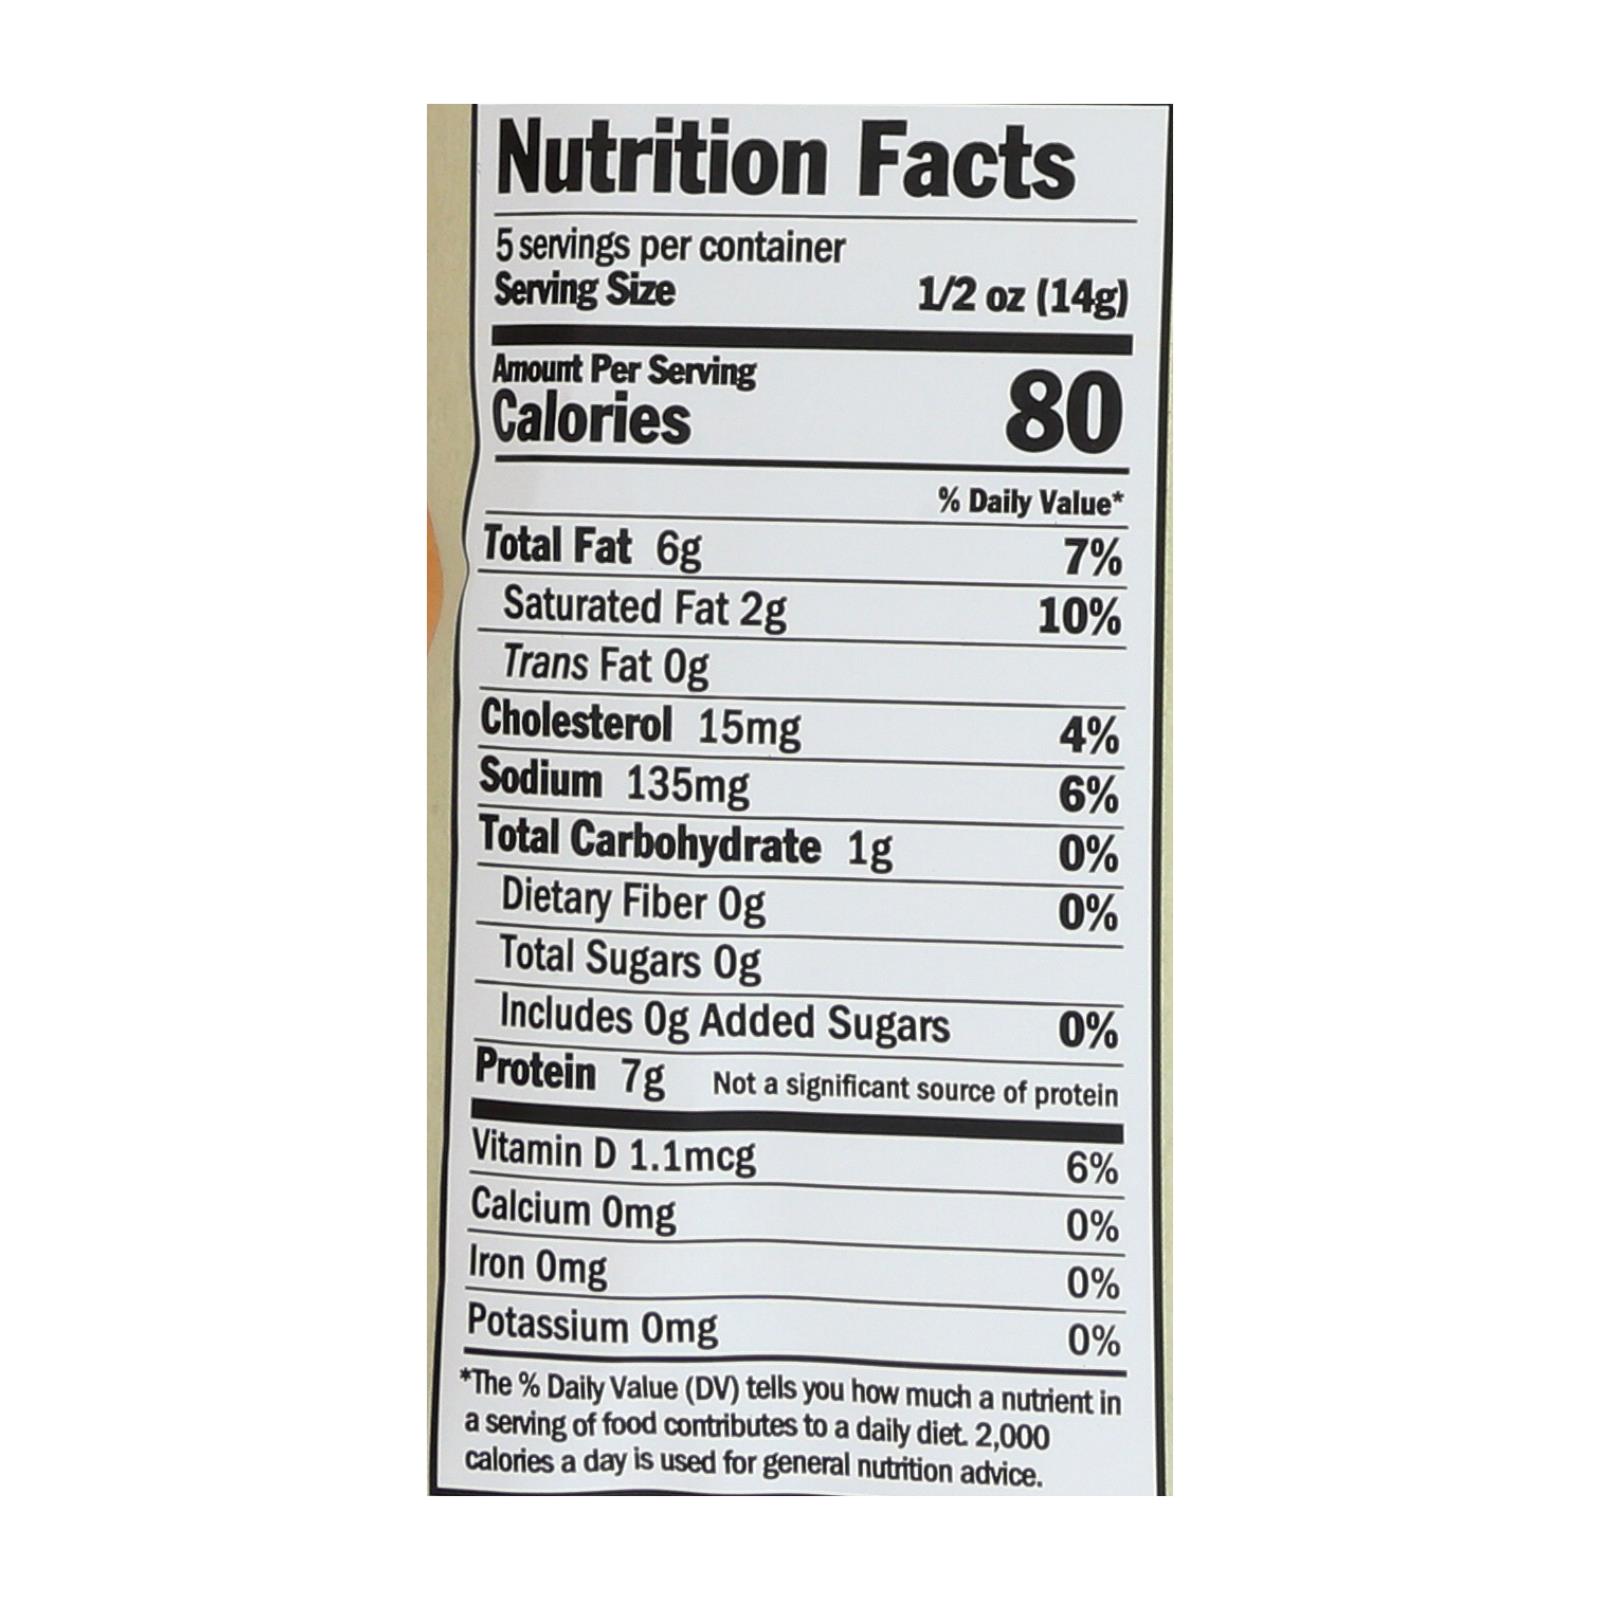 Nutrition Facts
5 servings per container
Serving Size 1/2 oz (14g)
Amount Per Serving
Calories 80
% Daily Value*
Total Fat 6g 7%
Saturated Fat 2g 10%
Trans Fat 0g
Cholesterol 15mg 4%
Sodium 135mg 6%
Total Carbohydrate 1g 0%
Dietary Fiber 0g 0%
Total Sugars 0g
Includes 0g Added Sugars 0%
Protein 7g Not a significant source of protein
Vitamin D 1.1mcg 6%
Calcium 0mg 0%
Iron 0mg 0%
Potassium 0mg 0%
*The % Daily Value (DV) tells you how much a nutrient in
a serving of food contributes to a daily diet. 2,000
calories a day is used for general nutrition advice.